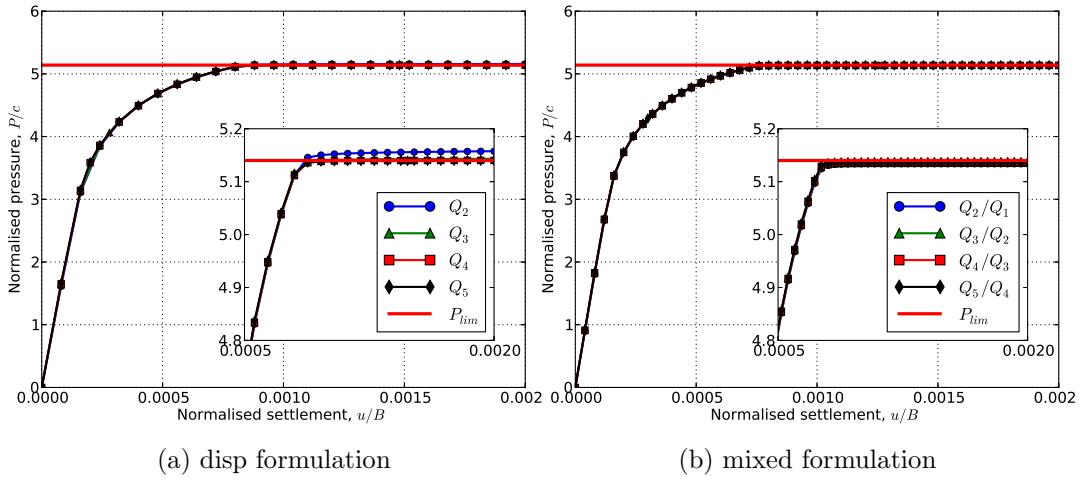 6
5
4
3
2
1
0
Normalised pressure, P/c
0.0000
0.0005
0.0010
0.0015
0.002
Normalised settlement, u/B
5.2
5.1
5.0
4.9
4.8
0.0005
0.0020
Q2
Q3
Q4
Q5
Plim
(a) disp formulation
6
5
4
3
2
1
0
Normalised pressure, P/c
0.0000
0.0005
0.0010
0.0015
0.002
Normalised settlement, u/B
5.2
5.1
5.0
4.9
4.8
0.0005
0.0020
Q2/Q1
Q3/Q2
Q4/Q3
Q5/Q4
Plim
(b) mixed formulation